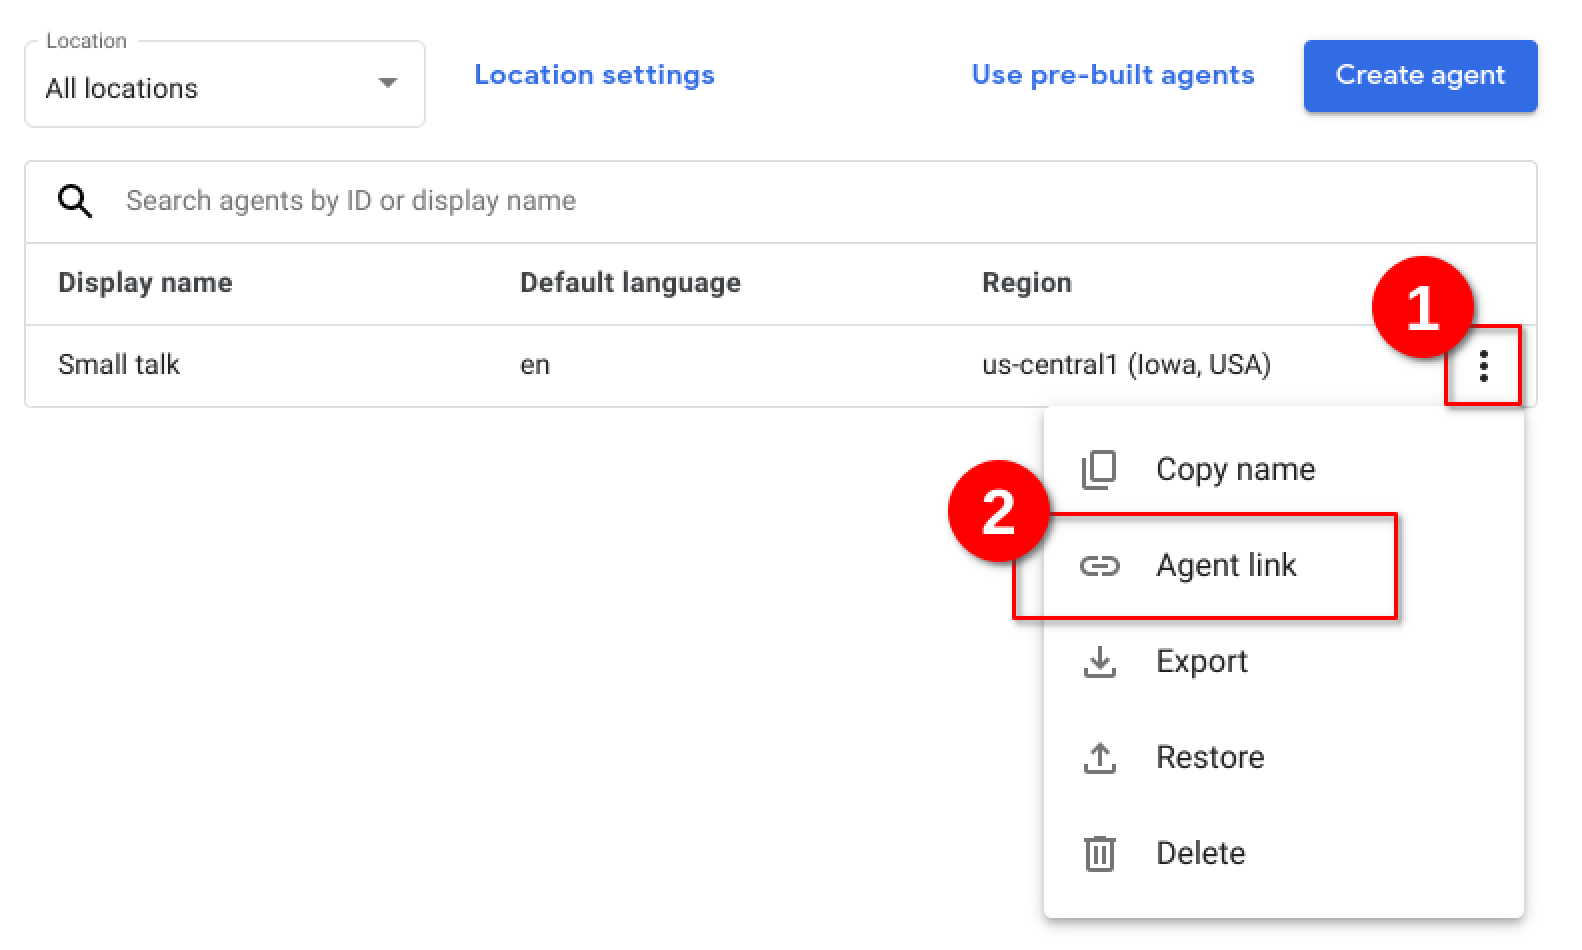 Location
All locations
Location settings
Use pre-built agents
Create agent
Search agents by ID or display name
Display name Default language Region
1
Small talk en us-central1 (Iowa, USA)
Copy name
2
Agent link
Export
Restore
Delete